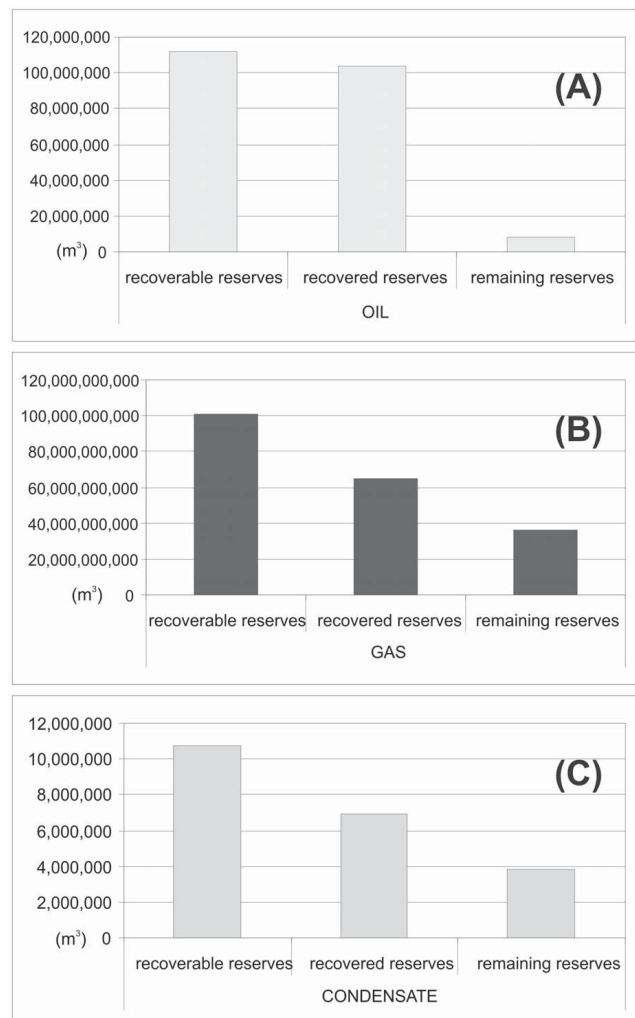 120,000,000
100,000,000
(A)
80,000,000
60,000,000
40,000,000
20,000,000
(m³) 0
recoverable reserves recovered reserves remaining reserves
OIL
120,000,000,000
100,000,000,000
(B)
80,000,000,000
60,000,000,000
40,000,000,000
20,000,000,000
(m³) 0
recoverable reserves recovered reserves remaining reserves
GAS
12,000,000
10,000,000
(C)
8,000,000
6,000,000
4,000,000
2,000,000
(m³) 0
recoverable reserves recovered reserves remaining reserves
CONDENSATE